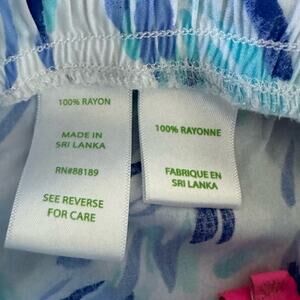 100% RAYON
MADE IN
SRI LANKA
RN#88189
SEE REVERSE
FOR CARE
100% RAYONNE
FABRIQUE EN
SRI LANKA